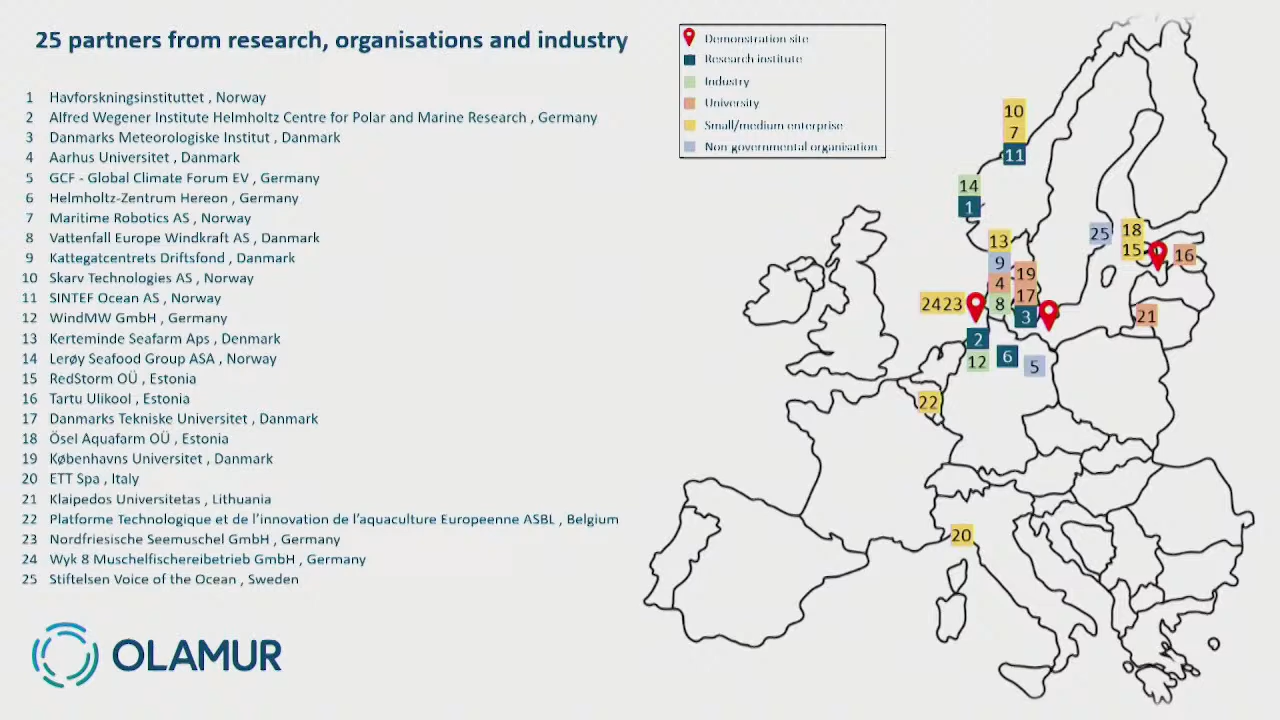 25 partners from research, organisations and industry
1 Havforskningsinstituttet , Norway
2 Alfred Wegener Institute Helmholtz Centre for Polar and Marine Research , Germany
3 Danmarks Meteorologiske Institut , Danmark
4 Aarhus Universitet , Danmark
5 GCF - Global Climate Forum EV , Germany
6 Helmholtz-Zentrum Hereon , Germany
7 Maritime Robotics AS , Norway
8 Vattenfall Europe Windkraft AS , Danmark
9 Kattegatcentrets Driftsfond , Danmark
10 Skarv Technologies AS , Norway
11 SINTEF Ocean AS , Norway
12 WindMW GmbH , Germany
13 Kerteminde Seafarm Aps , Denmark
14 Lerøy Seafood Group ASA , Norway
15 RedStorm OÜ , Estonia
16 Tartu Ulikool , Estonia
17 Danmarks Tekniske Universitet , Danmark
18 Ösel Aquafarm OÜ , Estonia
19 Københavns Universitet , Danmark
20 ETT Spa , Italy
21 Klaipedos Universitetas , Lithuania
22 Platforme Technologique et de l'innovation de l'aquaculture Europeenne ASBL , Belgium
23 Nordfriesische Seemuschel GmbH , Germany
24 Wyk 8 Muschelfischereibetrieb GmbH , Germany
25 Stiftelsen Voice of the Ocean , Sweden
OLAMUR
Demonstration site
Research institute
Industry
University
Small/medium enterprise
Non governmental organisation
10
7
11
14
1
25
18
15
16
13
9
19
4
17
24 23
8
3
21
2
6
12
5
22
20